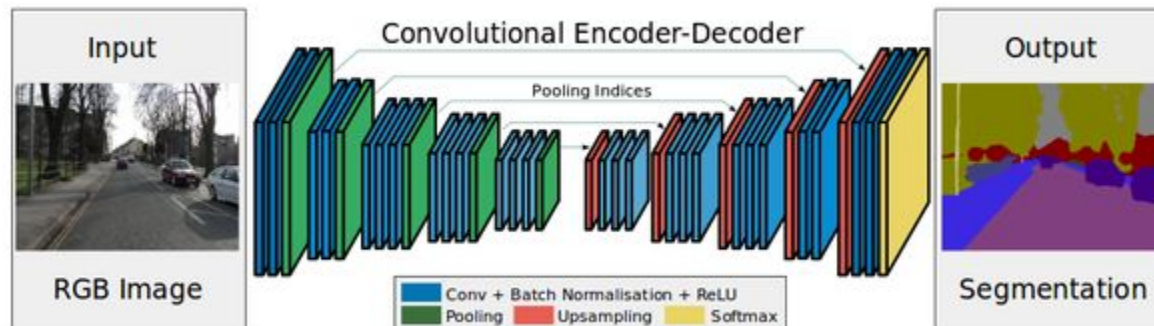 Input
RGB Image
Convolutional Encoder-Decoder
Pooling Indices
Conv + Batch Normalisation + ReLU
Pooling Upsampling Softmax
Output
Segmentation